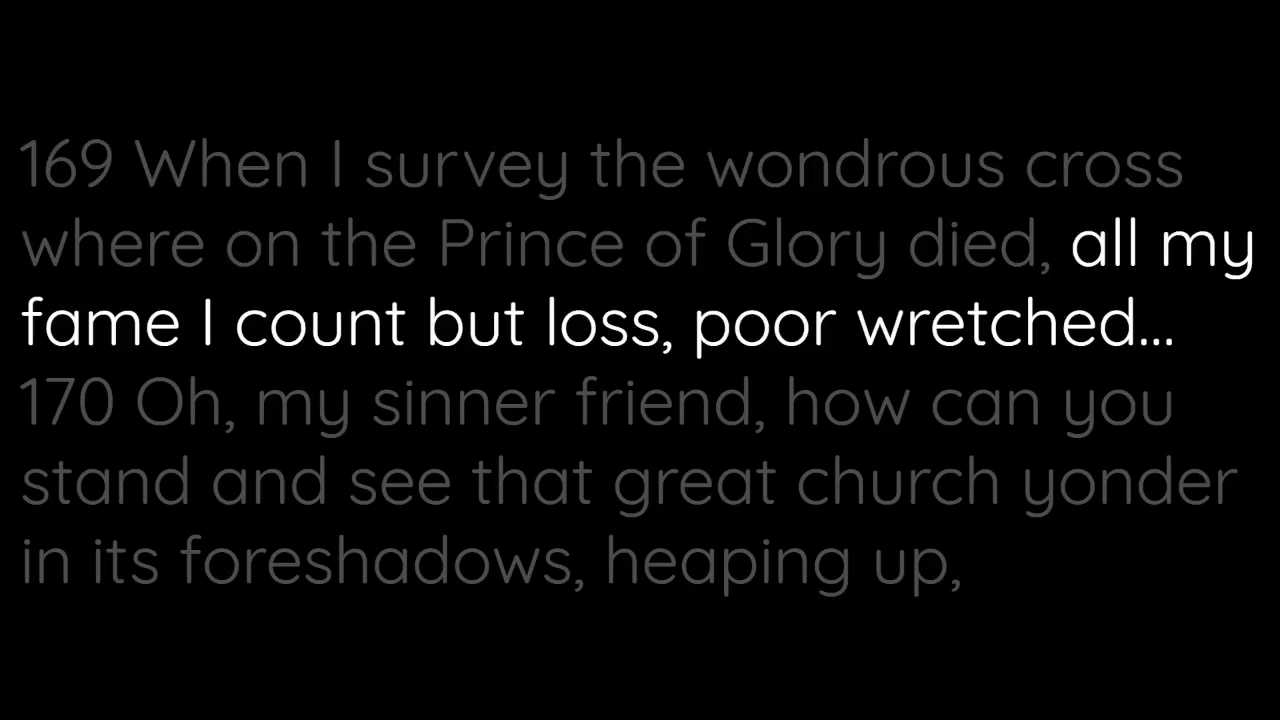 169 When I survey the wondrous cross
where on the Prince of Glory died, all my
fame I count but loss, poor wretched...
170 Oh, my sinner friend, how can you
stand and see that great church yonder
in its foreshadows, heaping up,